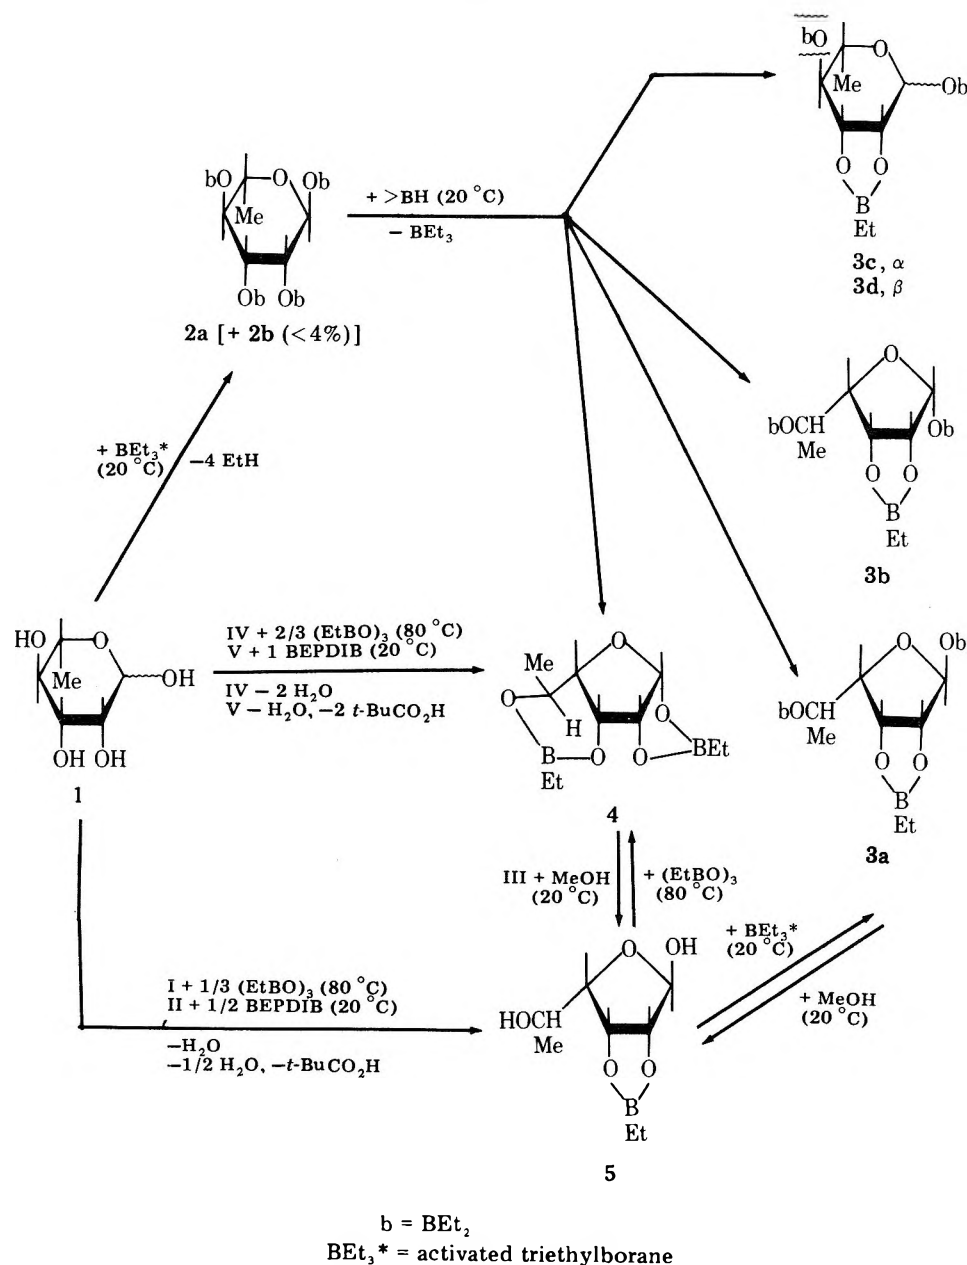 bO
O
Me
Ob
O O
B
Et
3c, α
3d, β
bO O Ob
Me
Ob Ob
2a [+ 2b (<4%)]
+ >BH (20 °C)
− BEt₃
O
bOCH
Me
Ob
O O
B
Et
3b
+ BEt₃*
(20 °C)
−4 EtH
HO O
Me
OH
OH OH
1
IV + 2/3 (EtBO)₃ (80 °C)
V + 1 BEPDIB (20 °C)
IV − 2 H₂O
V − H₂O, −2 t-BuCO₂H
Me O
O H O
B O O BEt
Et
4
O Ob
bOCH
Me
O O
B
Et
3a
III + MeOH
(20 °C)
+ (EtBO)₃
(80 °C)
+ BEt₃*
(20 °C)
+ MeOH
(20 °C)
I + 1/3 (EtBO)₃ (80 °C)
II + 1/2 BEPDIB (20 °C)
−H₂O
−1/2 H₂O, −t-BuCO₂H
O OH
HOCH
Me
O O
B
Et
5
b = BEt₂
BEt₃* = activated triethylborane